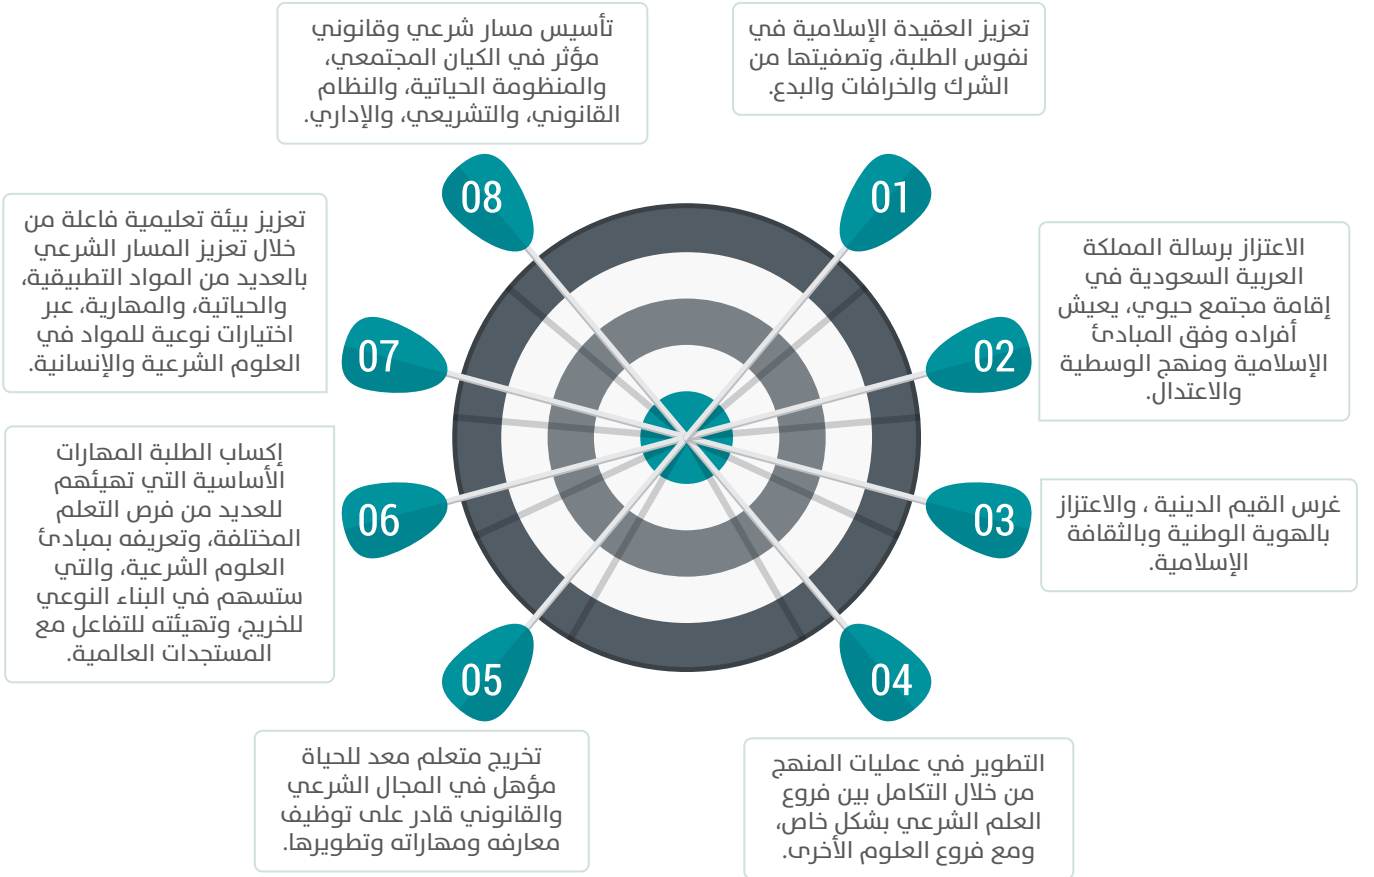 01
تعزيز العقيدة الإسلامية في
نفوس الطلبة، وتصفيتها من
الشرك والخرافات والبدع.
02
الاعتزاز برسالة المملكة
العربية السعودية في
إقامة مجتمع حيوي، يعيش
أفراده وفق المبادئ
الإسلامية ومنهج الوسطية
والاعتدال.
03
غرس القيم الدينية ، والاعتزاز
بالهوية الوطنية وبالثقافة
الإسلامية.
04
التطوير في عمليات المنهج
من خلال التكامل بين فروع
العلم الشرعي بشكل خاص،
ومع فروع العلوم الأخرى.
05
تخريج متعلم معد للحياة
مؤهل في المجال الشرعي
والقانوني قادر على توظيف
معارفه ومهاراته وتطويرها.
06
إكساب الطلبة المهارات
الأساسية التي تهيئهم
للعديد من فرص التعلم
المختلفة، وتعريفه بمبادئ
العلوم الشرعية، والتي
ستسهم في البناء النوعي
للخريج، وتهيئته للتفاعل مع
المستجدات العالمية.
07
تعزيز بيئة تعليمية فاعلة من
خلال تعزيز المسار الشرعي
بالعديد من المواد التطبيقية،
والحياتية، والمهارية، عبر
اختيارات نوعية للمواد في
العلوم الشرعية والإنسانية.
08
تأسيس مسار شرعي وقانوني
مؤثر في الكيان المجتمعي،
والمنظومة الحياتية، والنظام
القانوني، والتشريعي، والإداري.